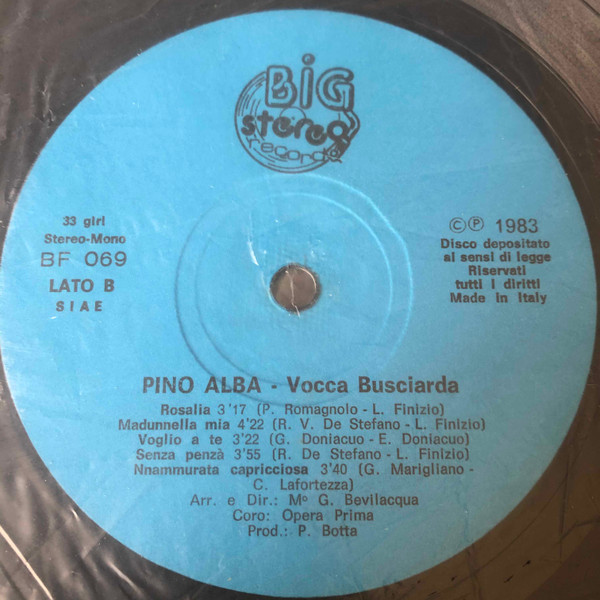 BiG
stereo
records
33 giri
Stereo-Mono
BF 069
LATO B
SIAE
© ℗ 1983
Disco depositato
ai sensi di legge
Riservati
tutti i diritti
Made in Italy
PINO ALBA - Vocca Busciarda
Rosalia 3'17 (P. Romagnolo - L. Finizio)
Madunnella mia 4'22 (R. V. De Stefano - L. Finizio)
Voglio a te 3'22 (G. Doniacuo - E. Doniacuo)
Senza penzà 3'55 (R. De Stefano - L. Finizio)
Nnammurata capricciosa 3'40 (G. Marigliano -
C. Lafortezza)
Arr. e Dir.: Mº G. Bevilacqua
Coro: Opera Prima
Prod.: P. Botta